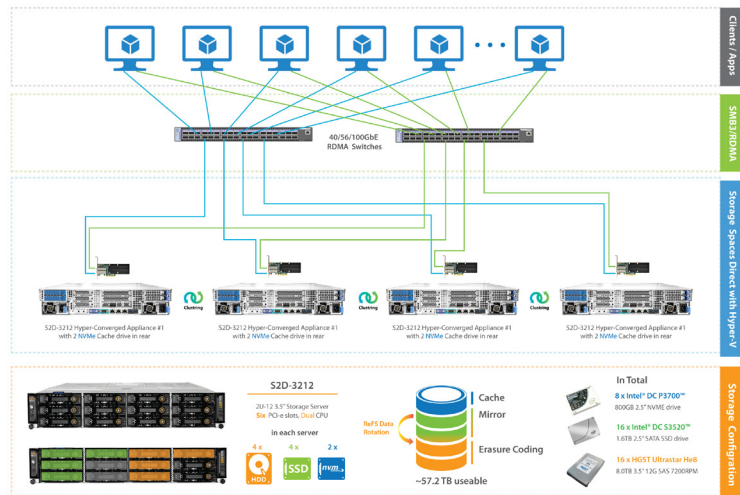 Clients / Apps
SMB3/RDMA
40/56/100GbE
RDMA Switches
Storage Spaces Direct with Hyper-V
Clustring
Clustring
Clustring
S2D-3212 Hyper-Converged Appliance #1
with 2 NVMe Cache drive in rear
S2D-3212 Hyper-Converged Appliance #1
with 2 NVMe Cache drive in rear
S2D-3212 Hyper-Converged Appliance #1
with 2 NVMe Cache drive in rear
S2D-3212 Hyper-Converged Appliance #1
with 2 NVMe Cache drive in rear
Storage Configration
S2D-3212
2U-12 3.5" Storage Server
Six PCI-e slots, Dual CPU
in each server
4 x
4 x
2 x
HDD
SSD
nvm
ReFS Data
Rotation
Cache
Mirror
Erasure Coding
~57.2 TB useable
In Total
8 x Intel® DC P3700™
800GB 2.5" NVME drive
16 x Intel® DC S3520™
1.6TB 2.5" SATA SSD drive
16 x HGST Ultrastar He8
8.0TB 3.5" 12G SAS 7200RPM